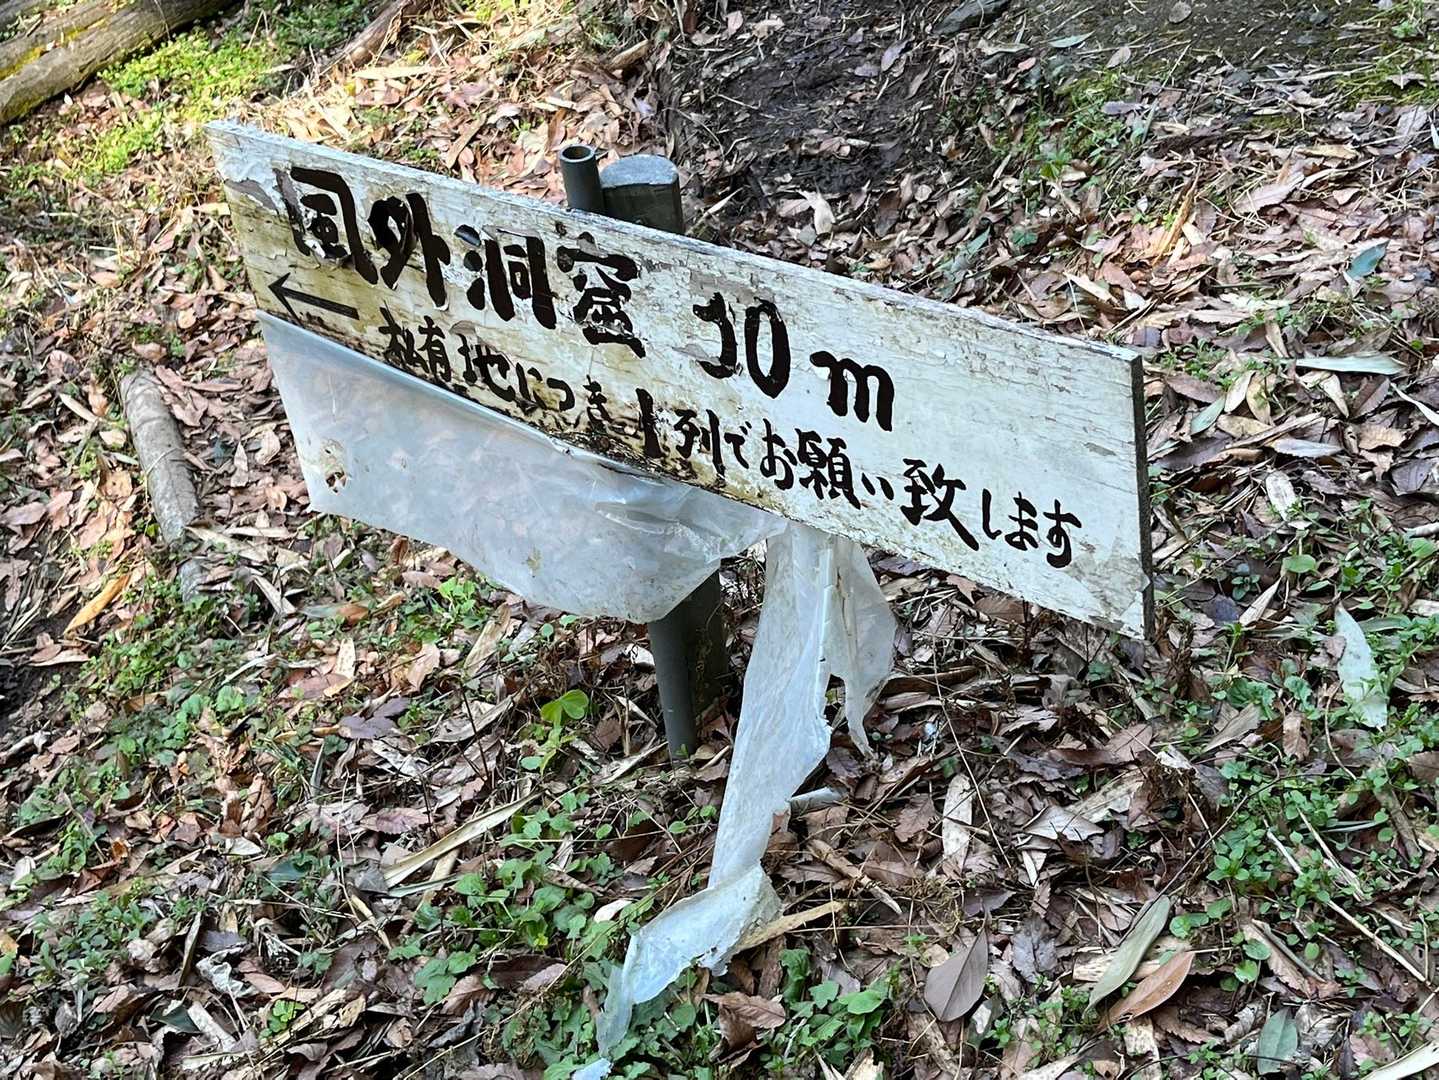 風外洞窟 10m
← 私有地につき1列でお願い致します